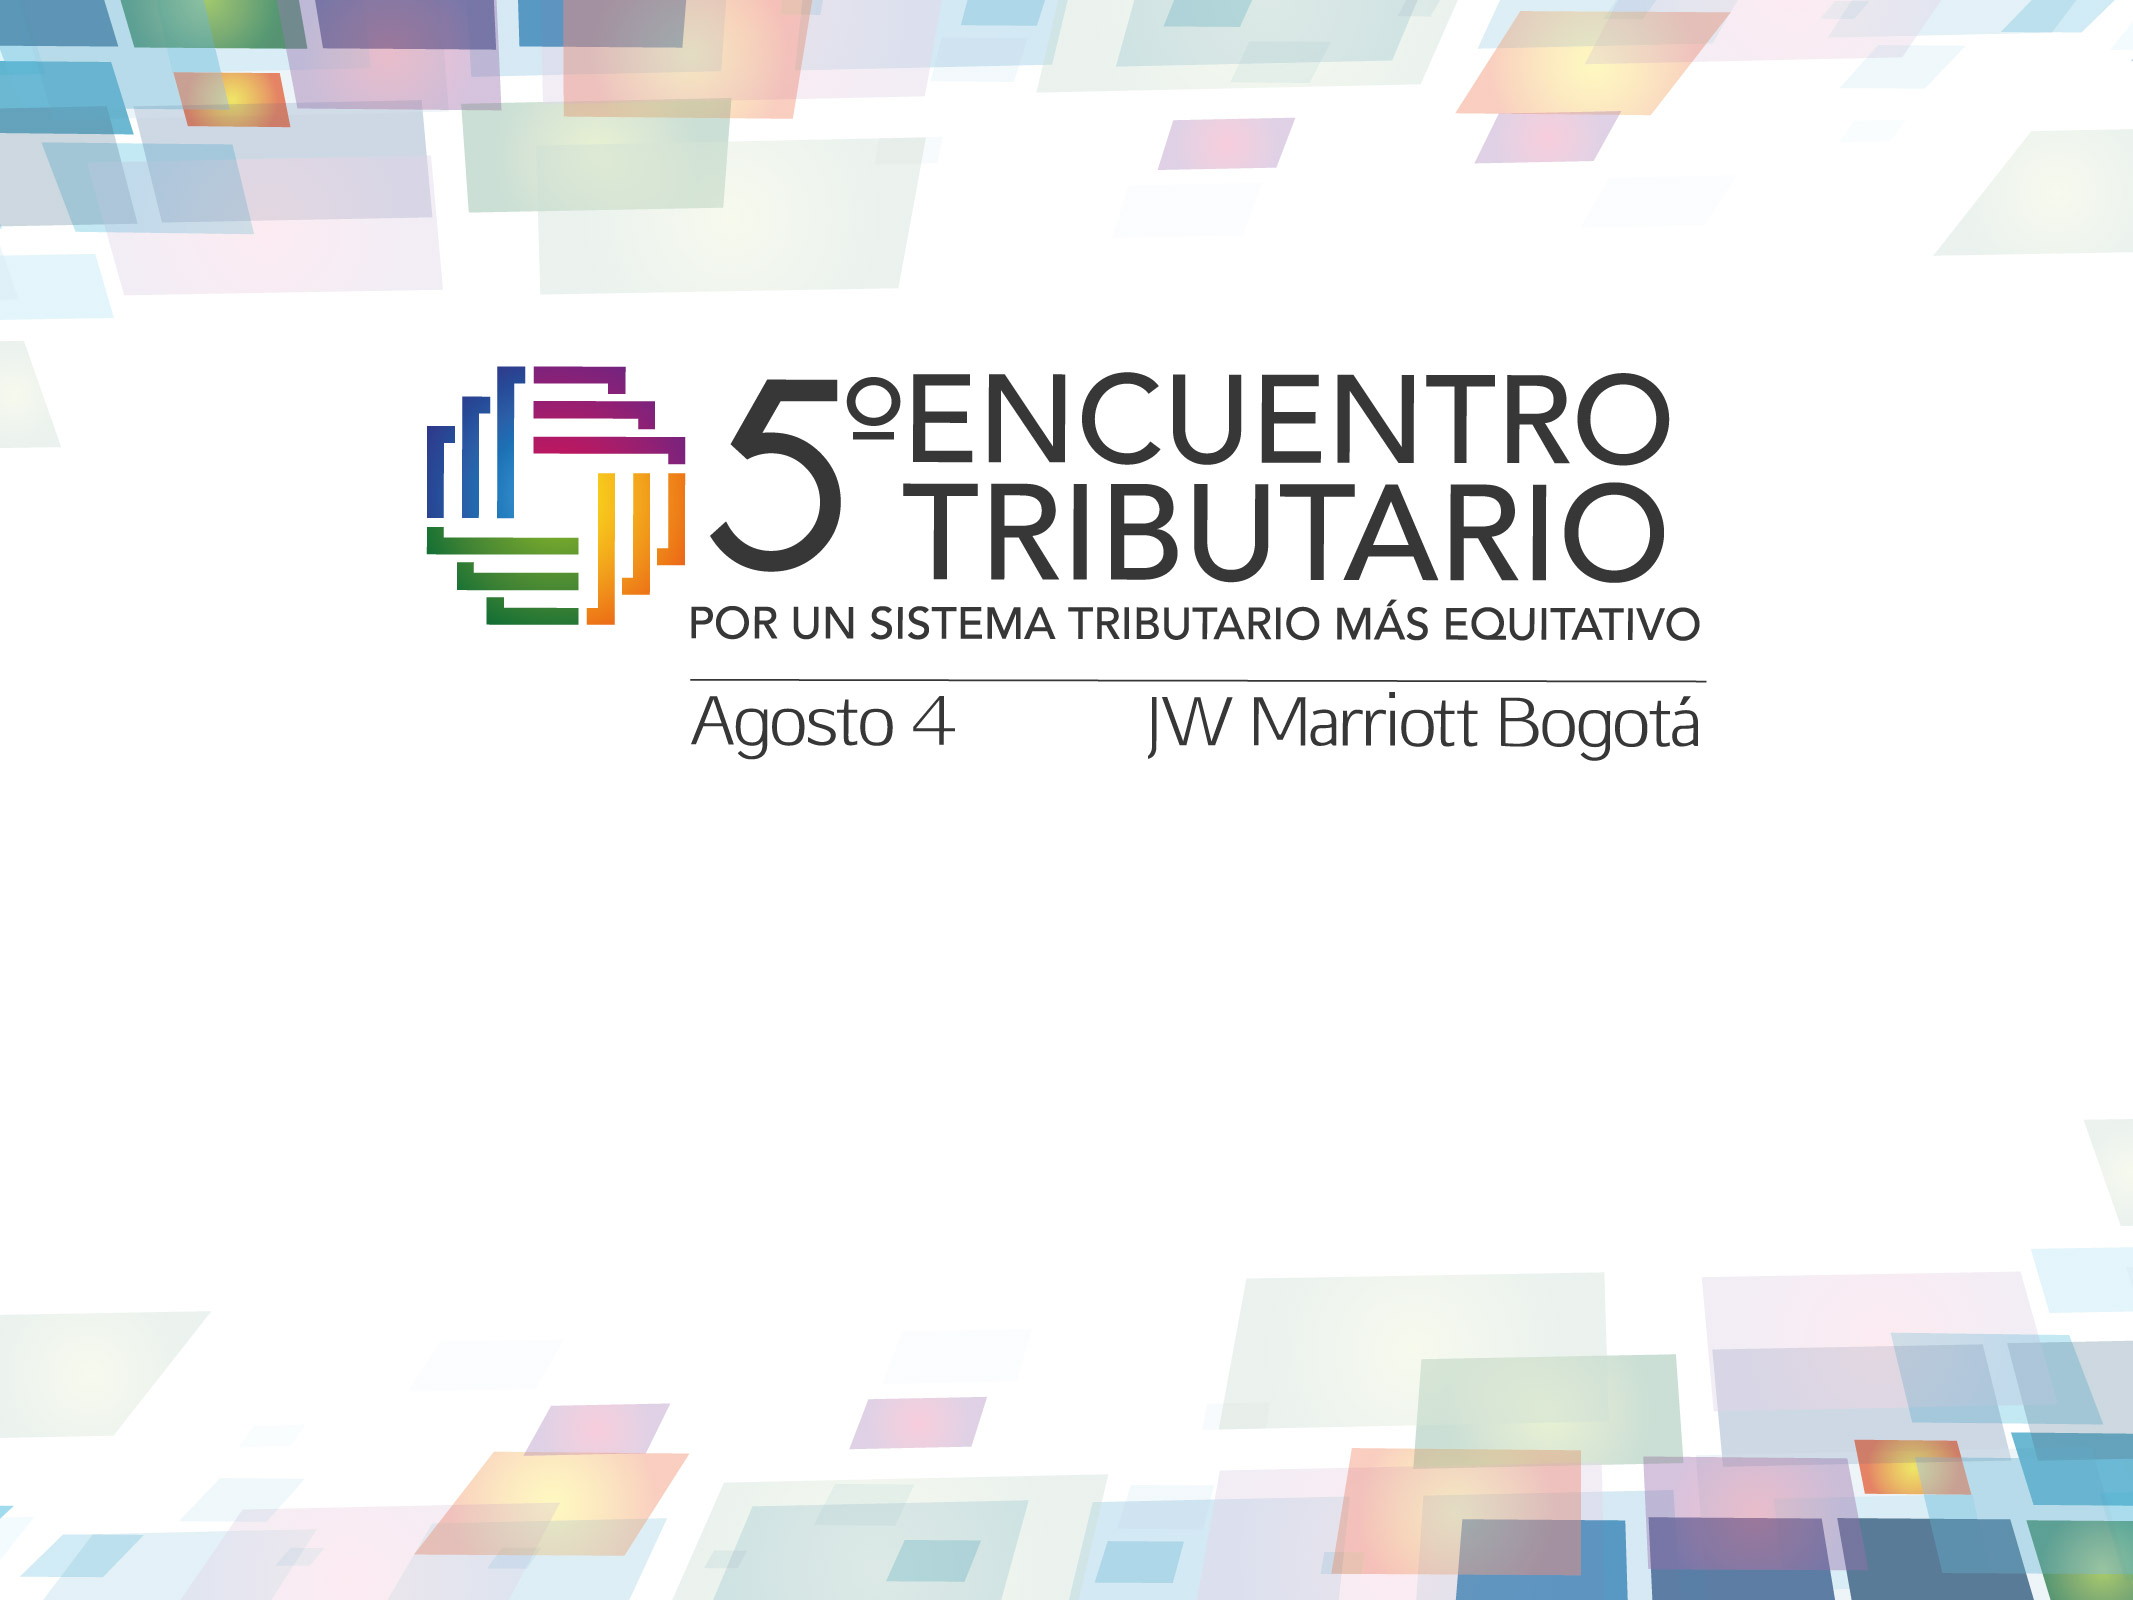 5º ENCUENTRO
TRIBUTARIO
POR UN SISTEMA TRIBUTARIO MÁS EQUITATIVO
Agosto 4 JW Marriott Bogotá